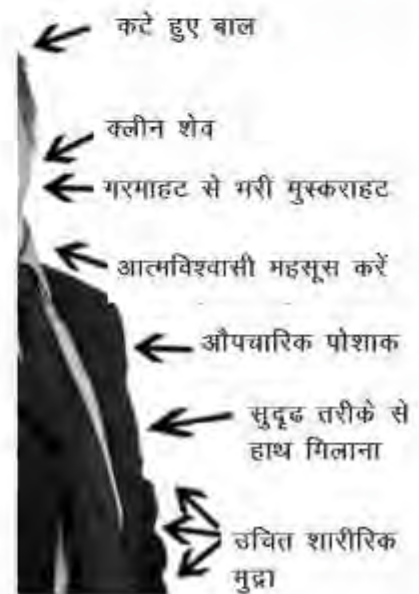 कटे हुए बाल
क्लीन शेव
गरमाहट से भरी मुस्कराहट
आत्मविश्वासी महसूस करें
औपचारिक पोशाक
सुदृढ तरीके से
हाथ मिलाना
उचित शारीरिक
मुद्रा